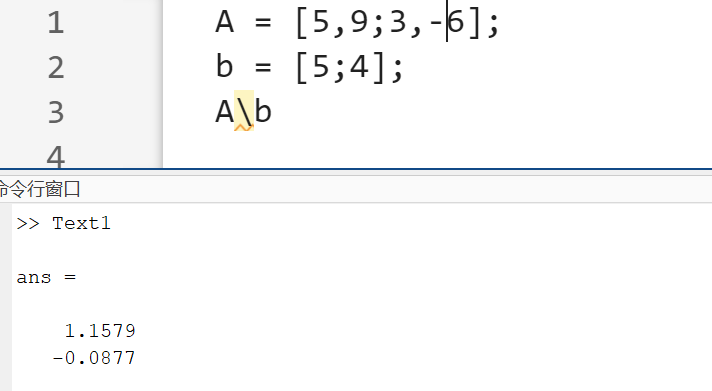 1 A = [5,9;3,-6];
2 b = [5;4];
3 A\b
4
命令行窗口
>> Text1
ans =
1.1579
-0.0877